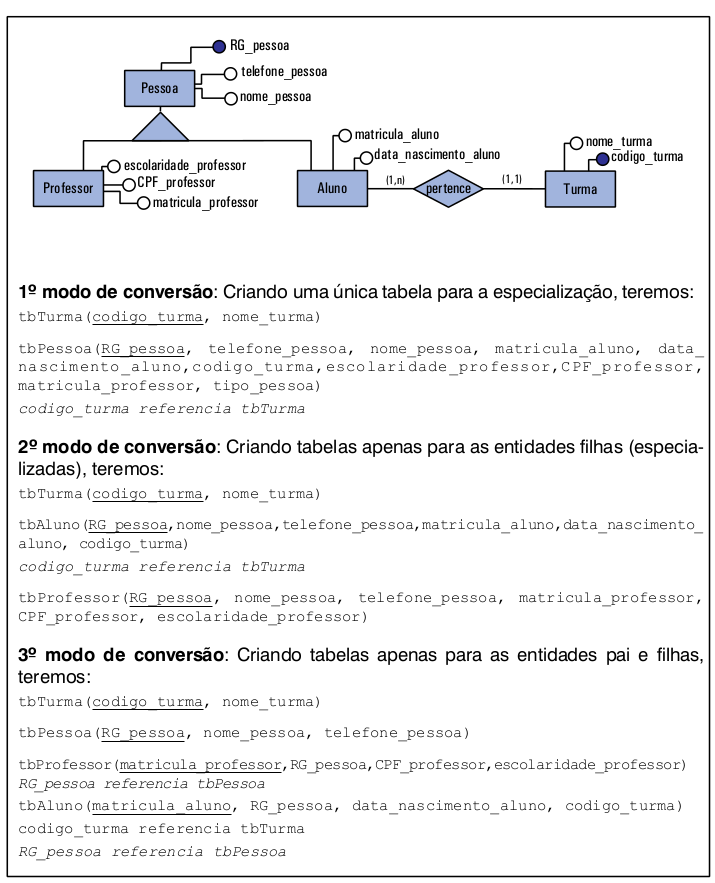 RG_pessoa
telefone_pessoa
Pessoa
nome_pessoa
matricula_aluno
nome_turma
escolaridade_professor
data_nascimento_aluno
codigo_turma
Professor
CPF_professor
Aluno
(1,n)
pertence
(1,1)
Turma
matricula_professor
1º modo de conversão: Criando uma única tabela para a especialização, teremos:
tbTurma(codigo_turma, nome_turma)
tbPessoa(RG_pessoa, telefone_pessoa, nome_pessoa, matricula_aluno, data_
nascimento_aluno,codigo_turma,escolaridade_professor,CPF_professor,
matricula_professor, tipo_pessoa)
codigo_turma referencia tbTurma
2º modo de conversão: Criando tabelas apenas para as entidades filhas (especia-
lizadas), teremos:
tbTurma(codigo_turma, nome_turma)
tbAluno(RG_pessoa,nome_pessoa,telefone_pessoa,matricula_aluno,data_nascimento_
aluno, codigo_turma)
codigo_turma referencia tbTurma
tbProfessor(RG_pessoa, nome_pessoa, telefone_pessoa, matricula_professor,
CPF_professor, escolaridade_professor)
3º modo de conversão: Criando tabelas apenas para as entidades pai e filhas,
teremos:
tbTurma(codigo_turma, nome_turma)
tbPessoa(RG_pessoa, nome_pessoa, telefone_pessoa)
tbProfessor(matricula_professor,RG_pessoa,CPF_professor,escolaridade_professor)
RG_pessoa referencia tbPessoa
tbAluno(matricula_aluno, RG_pessoa, data_nascimento_aluno, codigo_turma)
codigo_turma referencia tbTurma
RG_pessoa referencia tbPessoa